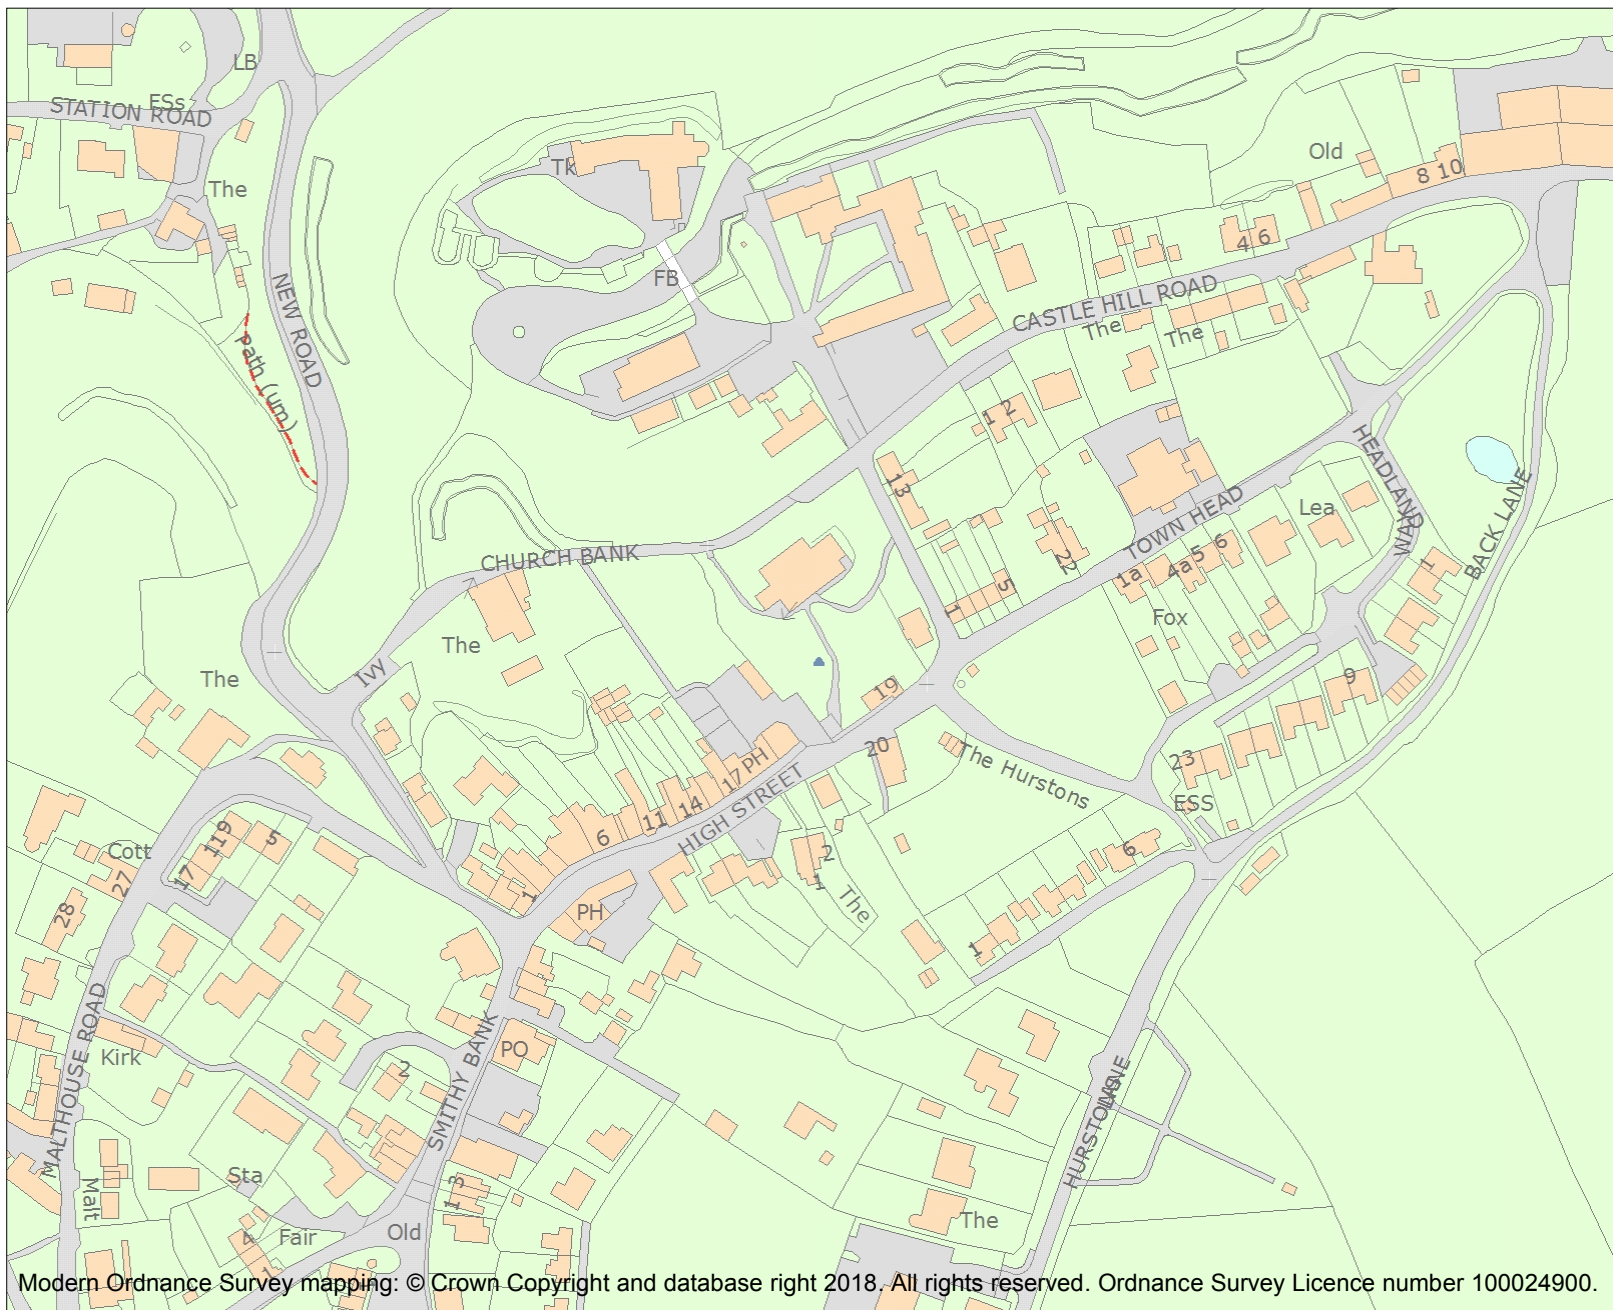 LB
ESs
STATION ROAD
The
Tk
FB
NEW ROAD
Path (um)
Old
8 10
4 6
CASTLE HILL ROAD
The
The
1 2
13
HEADLAND
WAY
BACK LANE
Lea
TOWN HEAD
22
1a
4a
5
6
1
Fox
1
5
CHURCH BANK
The
Ivy
The
19
20
9
23
ESS
The Hurstons
17 PH
HIGH STREET
14
11
6
1
PH
2
1
The
6
1
Cott
119
17
5
27
28
MALTHOUSE ROAD
Kirk
2
PO
SMITHY BANK
HURSTONS
LANE
Malt
Sta
1 3
4
Fair
1
Old
The
Modern Ordnance Survey mapping: © Crown Copyright and database right 2018. All rights reserved. Ordnance Survey Licence number 100024900.